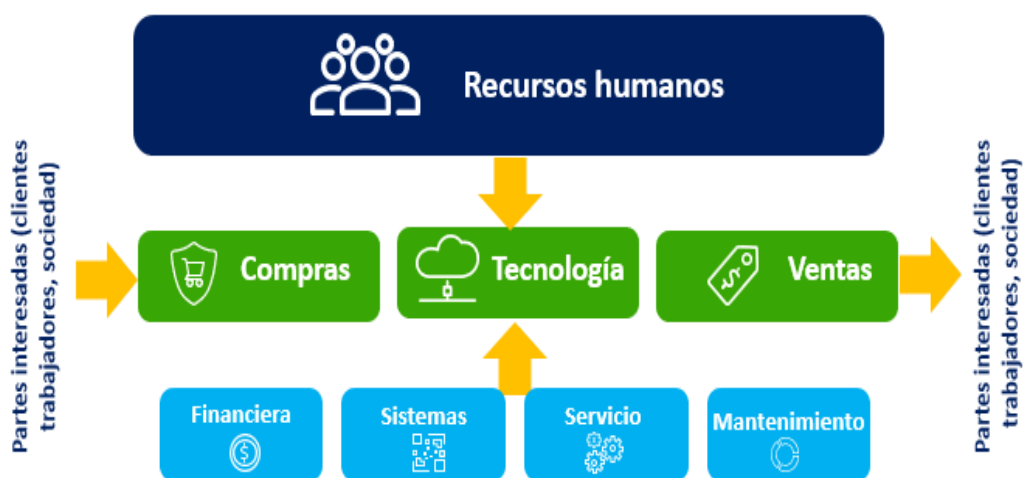 Recursos humanos
Partes interesadas (clientes
trabajadores, sociedad)
Compras
Tecnología
Ventas
Partes interesadas (clientes
trabajadores, sociedad)
Financiera
Sistemas
Servicio
Mantenimiento